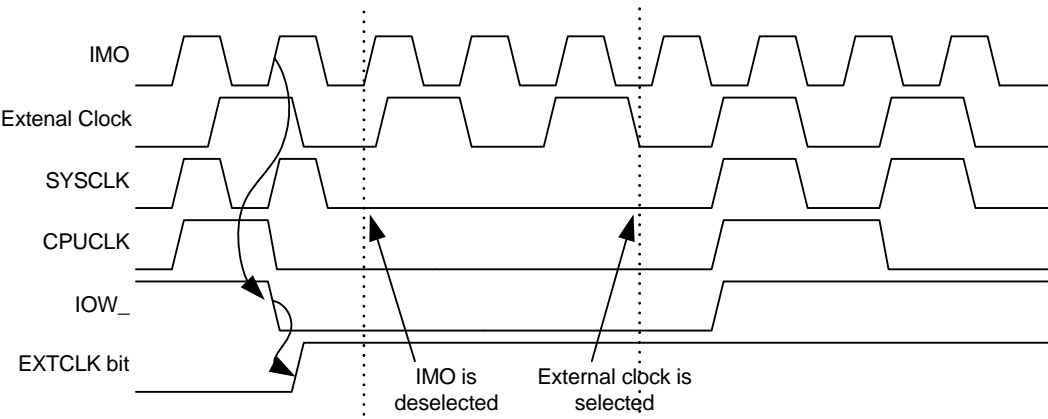 IMO
Extenal Clock
SYSCLK
CPUCLK
IOW_
EXTCLK bit
IMO is
deselected
External clock is
selected